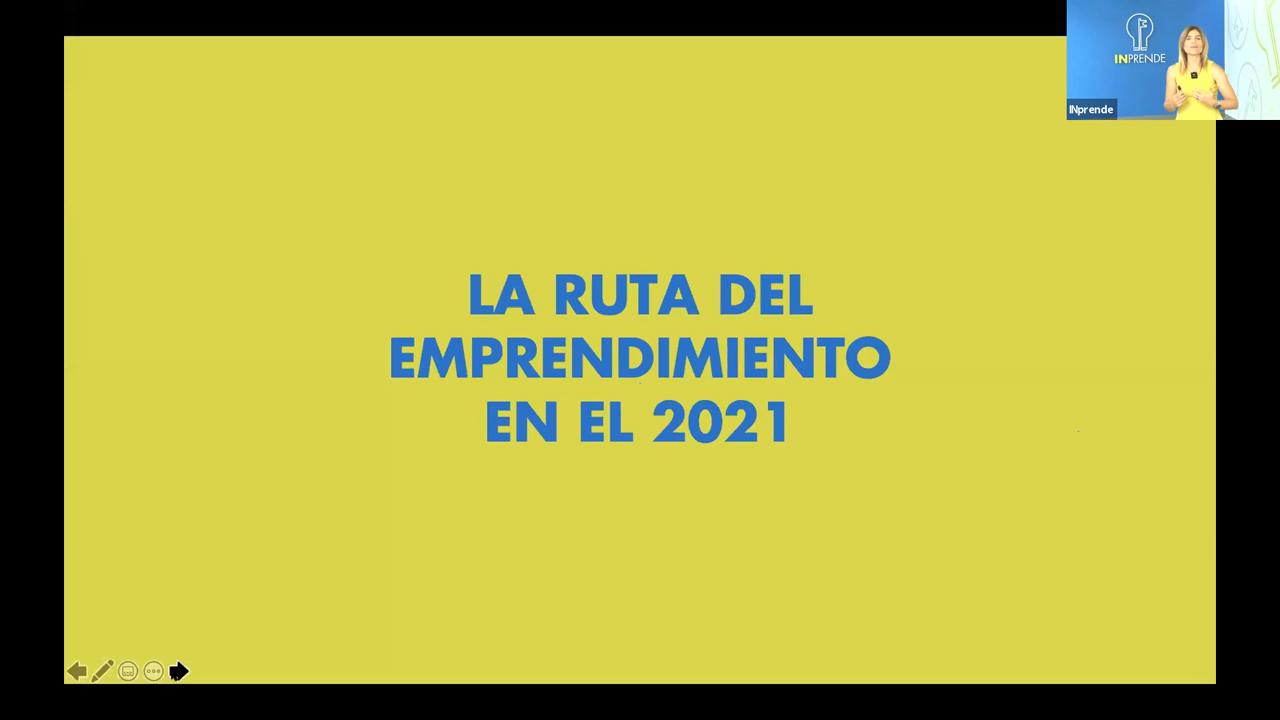 INPRENDE
INprende
LA RUTA DEL
EMPRENDIMIENTO
EN EL 2021